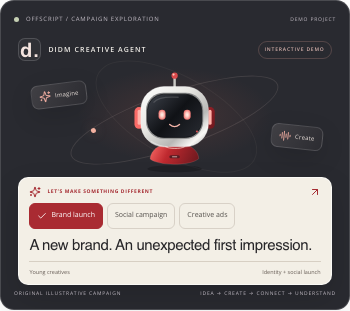 OFFSCRIPT / CAMPAIGN EXPLORATION
DEMO PROJECT
d.
DIDM CREATIVE AGENT
INTERACTIVE DEMO
Imagine
Create
LET'S MAKE SOMETHING DIFFERENT
Brand launch
Social campaign
Creative ads
A new brand. An unexpected first impression.
Young creatives
Identity + social launch
ORIGINAL ILLUSTRATIVE CAMPAIGN
IDEA → CREATE → CONNECT → UNDERSTAND